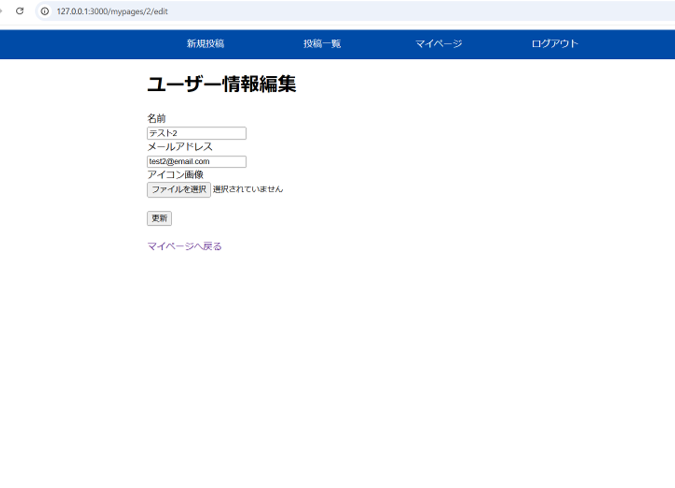 127.0.0.1:3000/mypages/2/edit
新規投稿 投稿一覧 マイページ ログアウト
ユーザー情報編集
名前
テスト2
メールアドレス
test2@email.com
アイコン画像
ファイルを選択 選択されていません
更新
マイページへ戻る